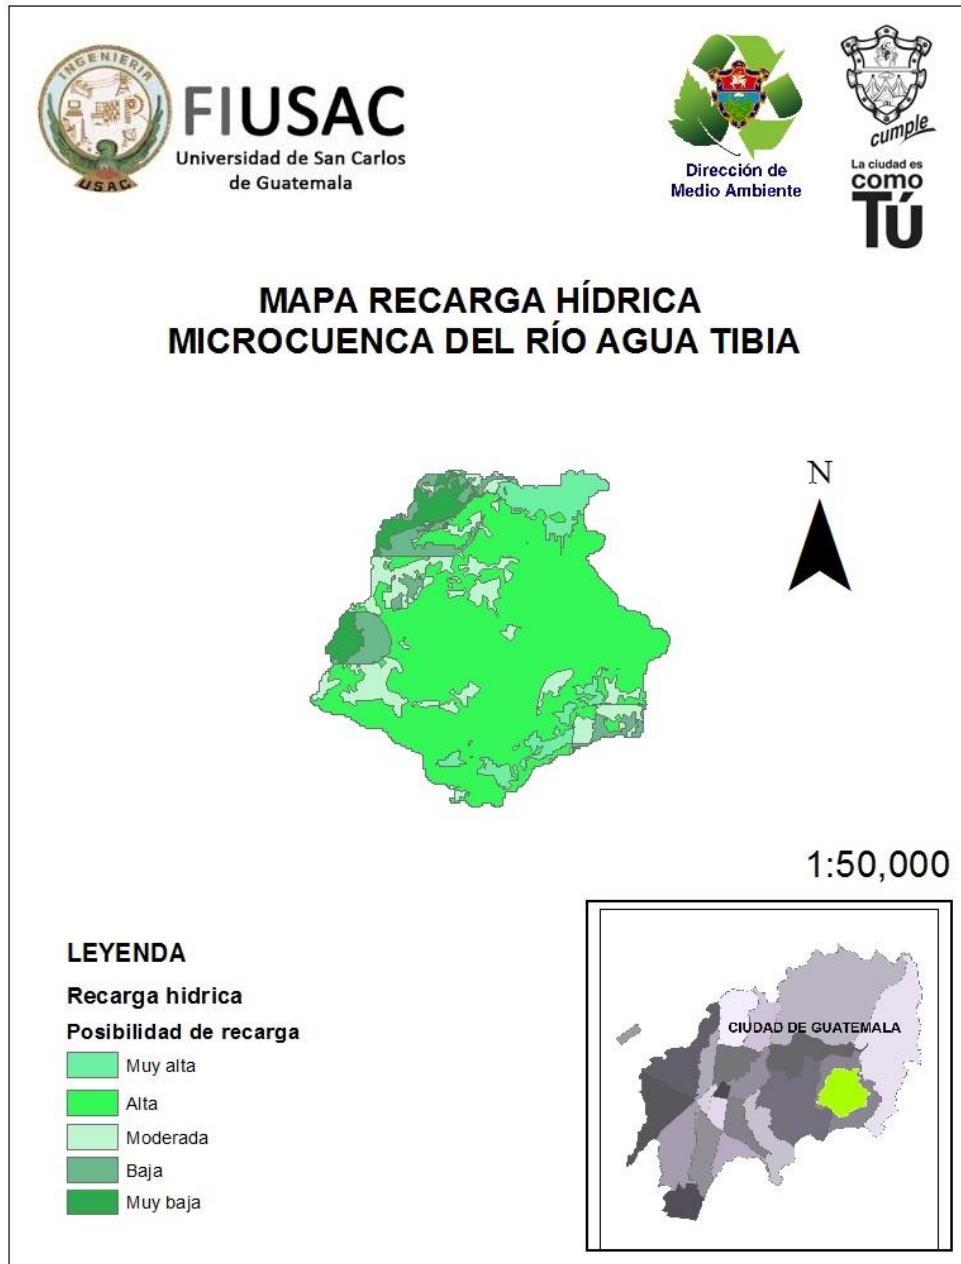 INGENIERIA
USAC
FIUSAC
Universidad de San Carlos
de Guatemala
Dirección de
Medio Ambiente
cumple
La ciudad es
como
Tú
MAPA RECARGA HÍDRICA
MICROCUENCA DEL RÍO AGUA TIBIA
N
1:50,000
LEYENDA
Recarga hidrica
Posibilidad de recarga
Muy alta
Alta
Moderada
Baja
Muy baja
CIUDAD DE GUATEMALA